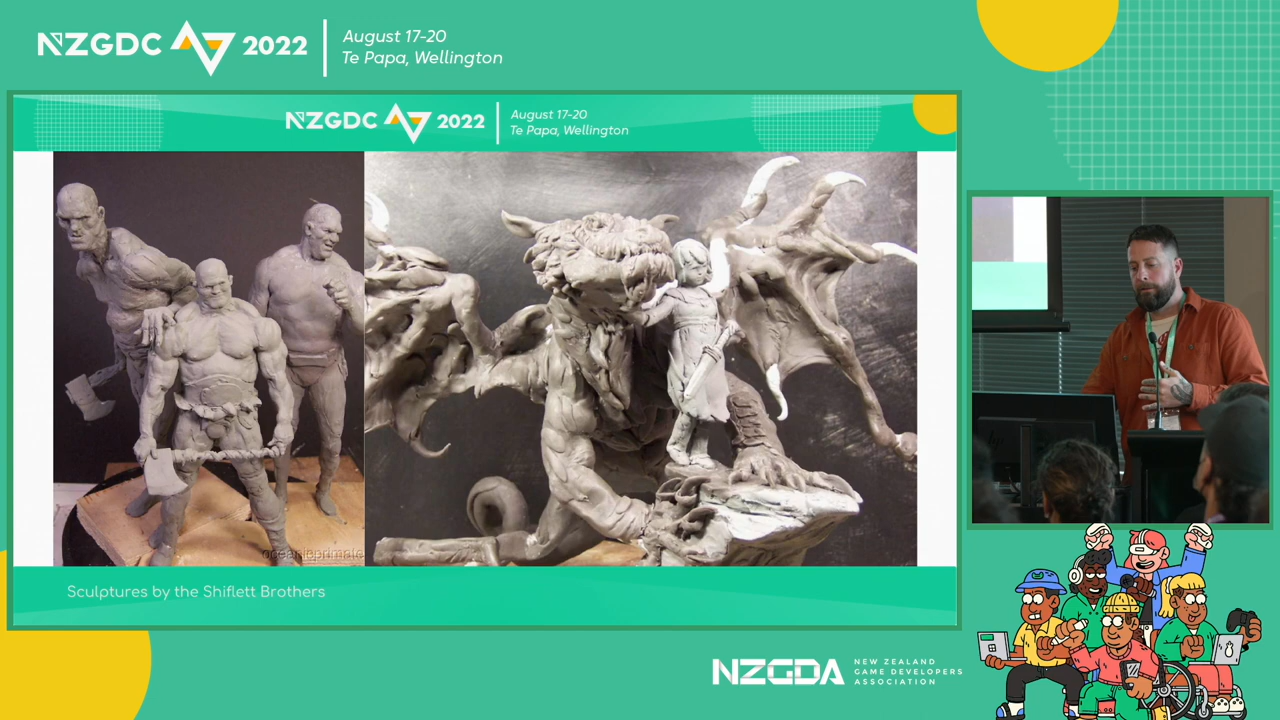 NZGDC 2022
August 17-20
Te Papa, Wellington
NZGDC 2022
August 17-20
Te Papa, Wellington
Sculptures by the Shiflett Brothers
NZGDA
NEW ZEALAND
GAME DEVELOPERS
ASSOCIATION